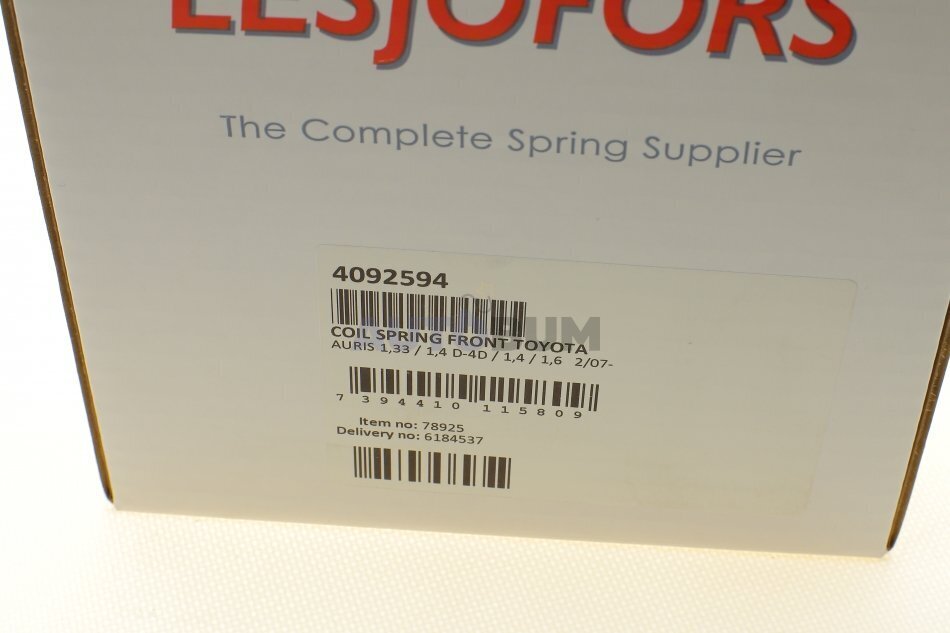 LESJÖFORS
The Complete Spring Supplier
4092594
COIL SPRING FRONT TOYOTA
AURIS 1,33 / 1,4 D-4D / 1,4 / 1,6 2/07-
7 394410 115809
Item no: 78925
Delivery no: 6184537